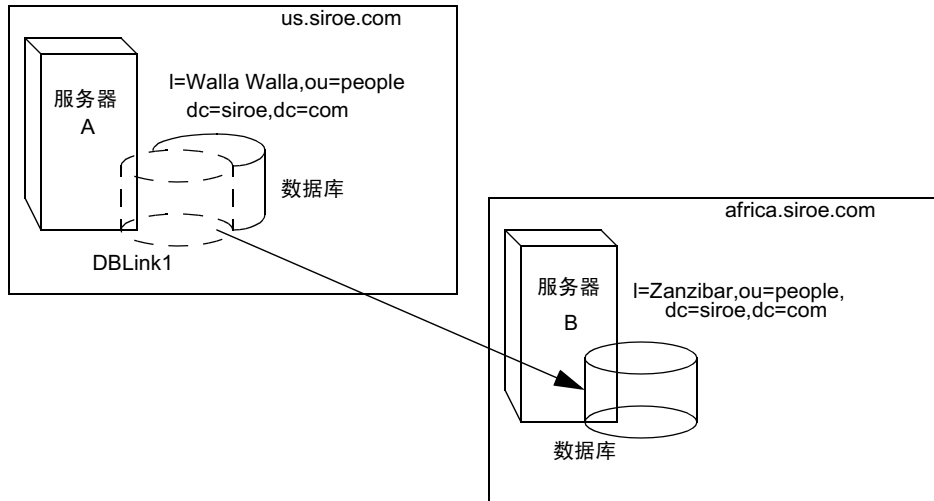 us.siroe.com
服务器
A
l=Walla Walla,ou=people
dc=siroe,dc=com
数据库
DBLink1
africa.siroe.com
服务器
B
l=Zanzibar,ou=people,
dc=siroe,dc=com
数据库